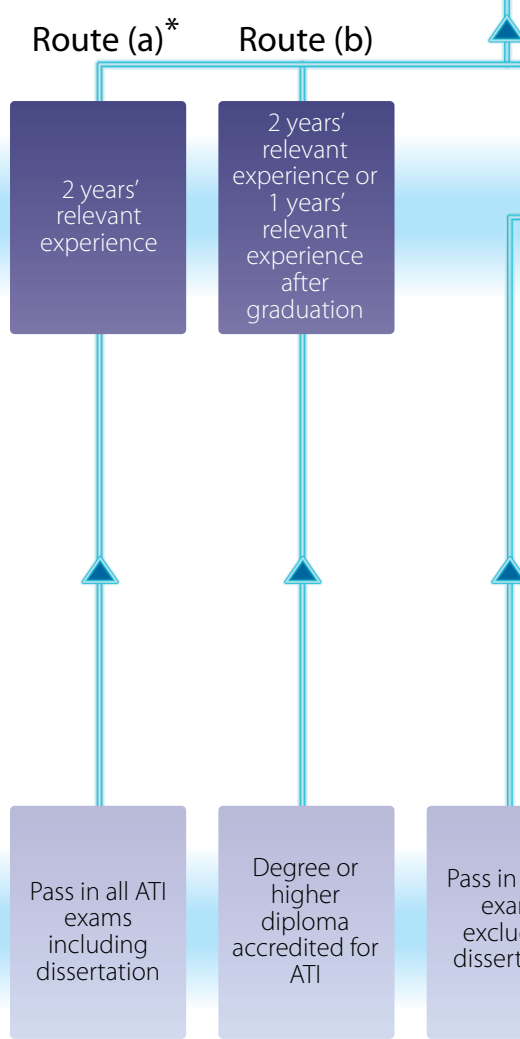 Route (a)*
Route (b)
2 years’
relevant
experience
2 years’
relevant
experience or
1 years’
relevant
experience
after
graduation
Pass in all ATI
exams
including
dissertation
Degree or
higher
diploma
accredited for
ATI
Pass in